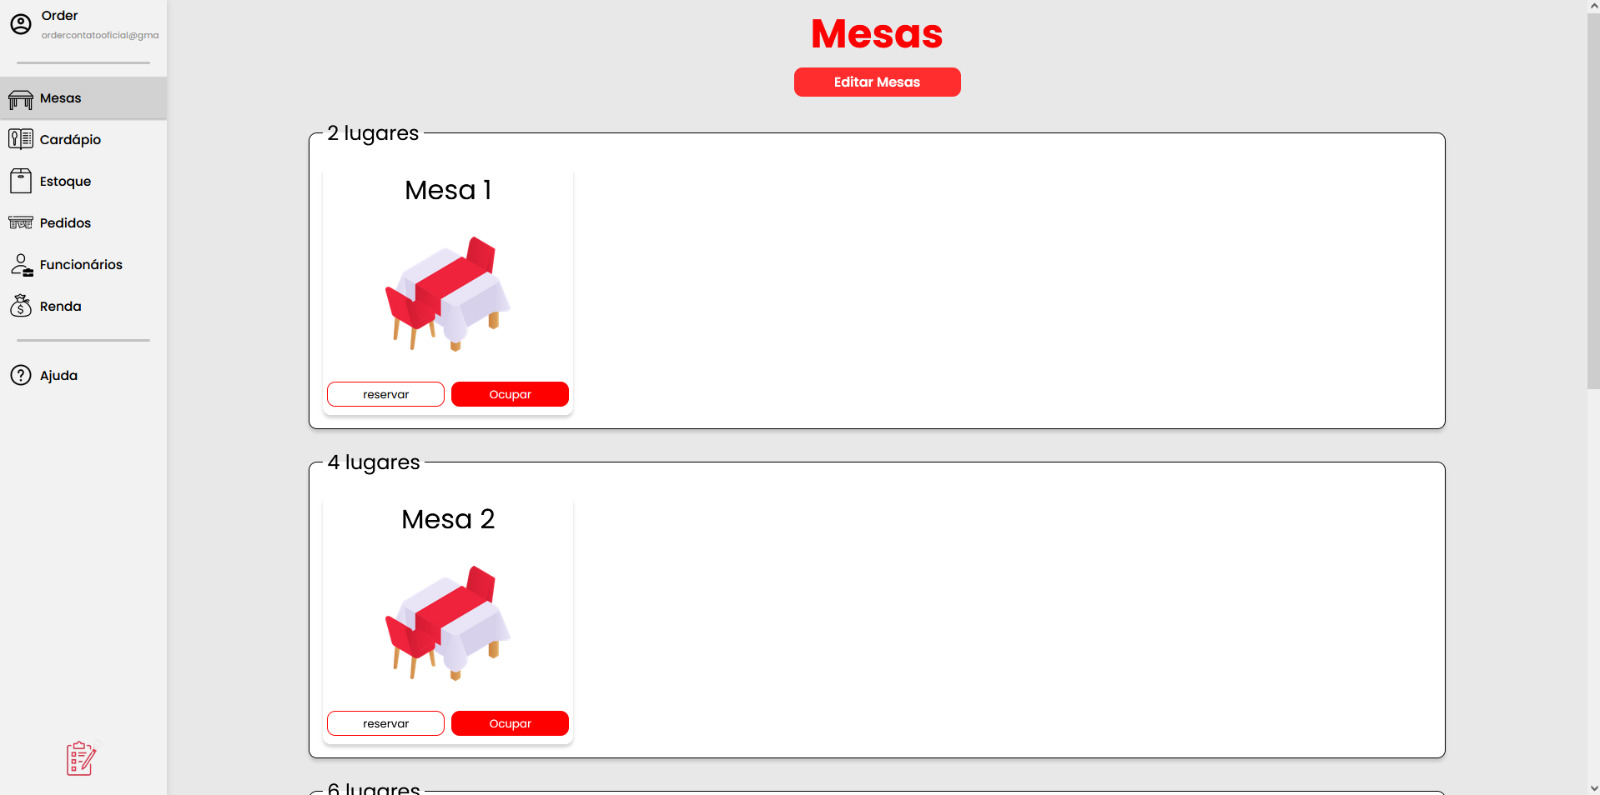 Order
ordercontatooficial@gma
Mesas
Cardápio
Estoque
Pedidos
Funcionários
Renda
Ajuda
Mesas
Editar Mesas
2 lugares
Mesa 1
reservar
Ocupar
4 lugares
Mesa 2
reservar
Ocupar
6 lugares